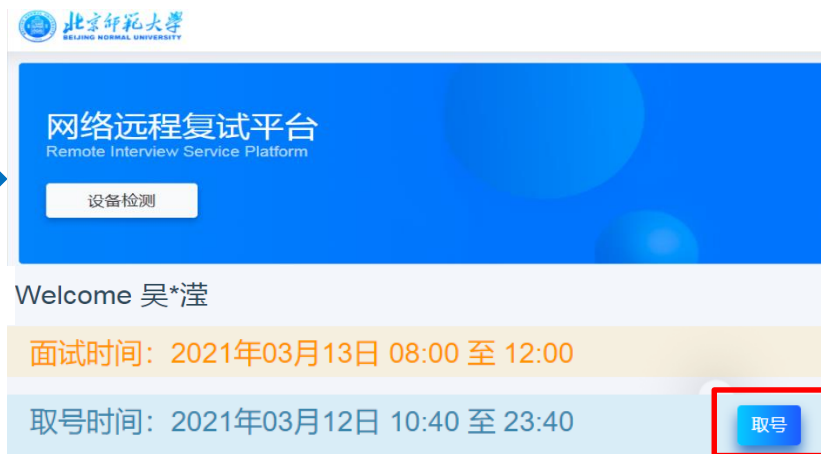 北京师范大学
BEIJING NORMAL UNIVERSITY
网络远程复试平台
Remote Interview Service Platform
设备检测
Welcome 吴*滢
面试时间：2021年03月13日 08:00 至 12:00
取号时间：2021年03月12日 10:40 至 23:40
取号